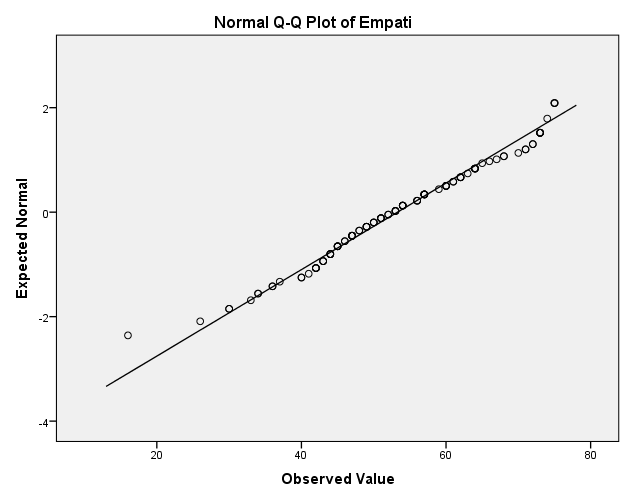 Normal Q-Q Plot of Empati
2
0
-2
-4
Expected Normal
20 40 60 80
Observed Value